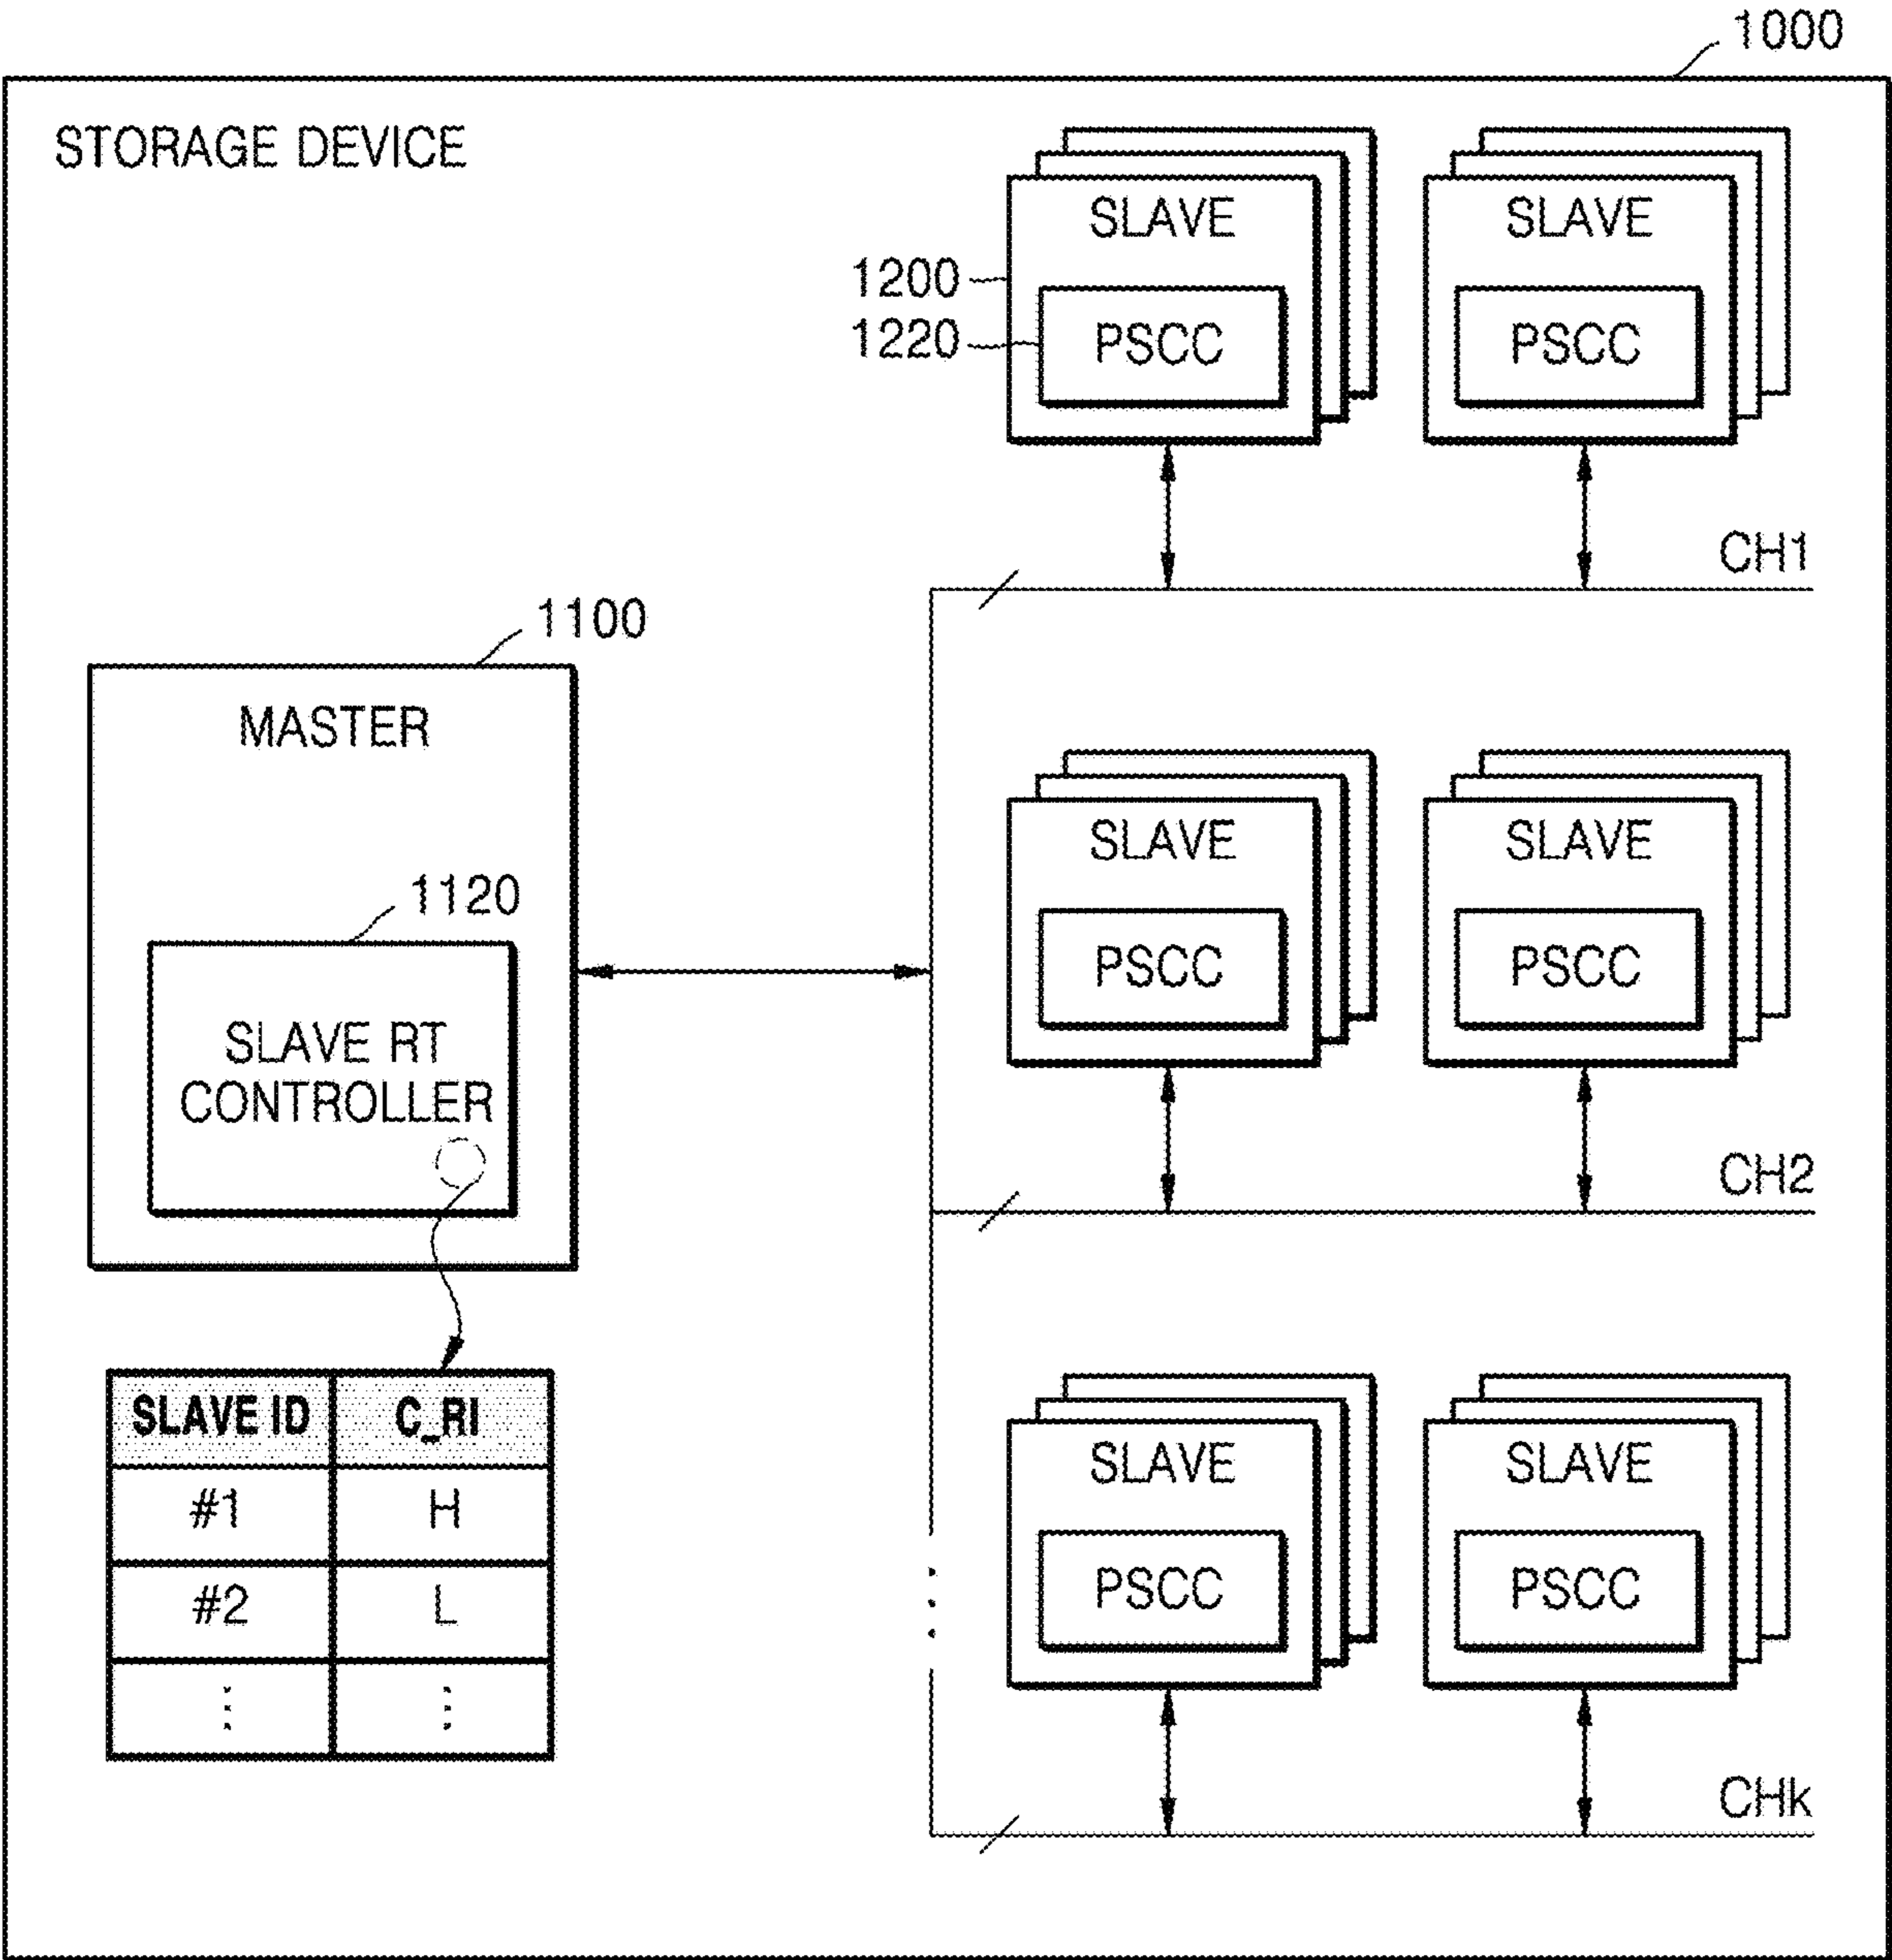 1000
STORAGE DEVICE
SLAVE
SLAVE
1200
1220
PSCC
PSCC
CH1
1100
MASTER
1120
SLAVE RT
CONTROLLER
SLAVE
SLAVE
PSCC
PSCC
CH2
SLAVE ID C_RI
#1 H
#2 L
⋮ ⋮
SLAVE
SLAVE
PSCC
PSCC
CHk